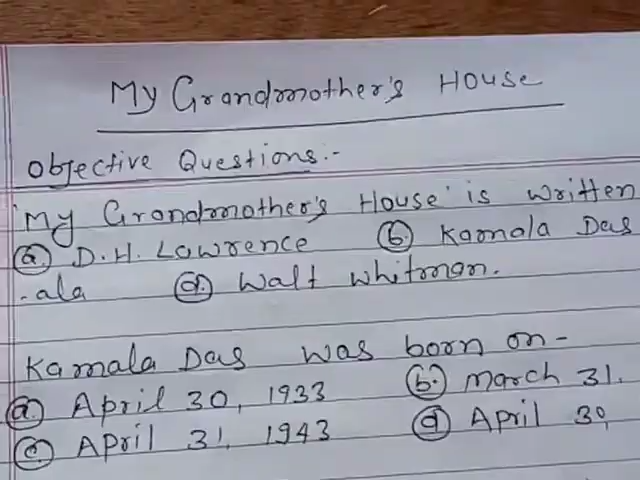 My Grandmother's House
Objective Questions:-
'My Grandmother's House' is written
(a.) D.H. Lawrence (b) Kamala Das
-ala (d.) Walt Whitman.
Kamala Das was born on-
(a.) April 30, 1933 (b.) March 31.
(c) April 31, 1943 (d) April 30,